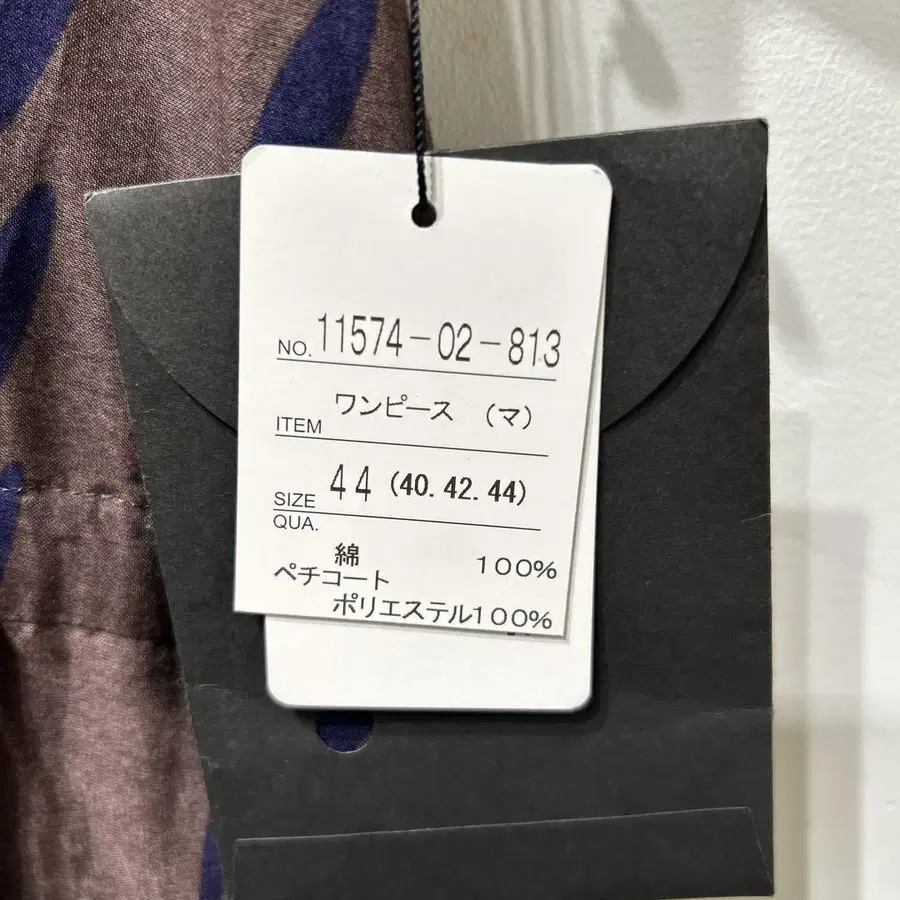 NO. 11574-02-813
ITEM ワンピース (マ)
SIZE 44 (40. 42. 44)
QUA.
綿 100%
ペチコート
ポリエステル100%